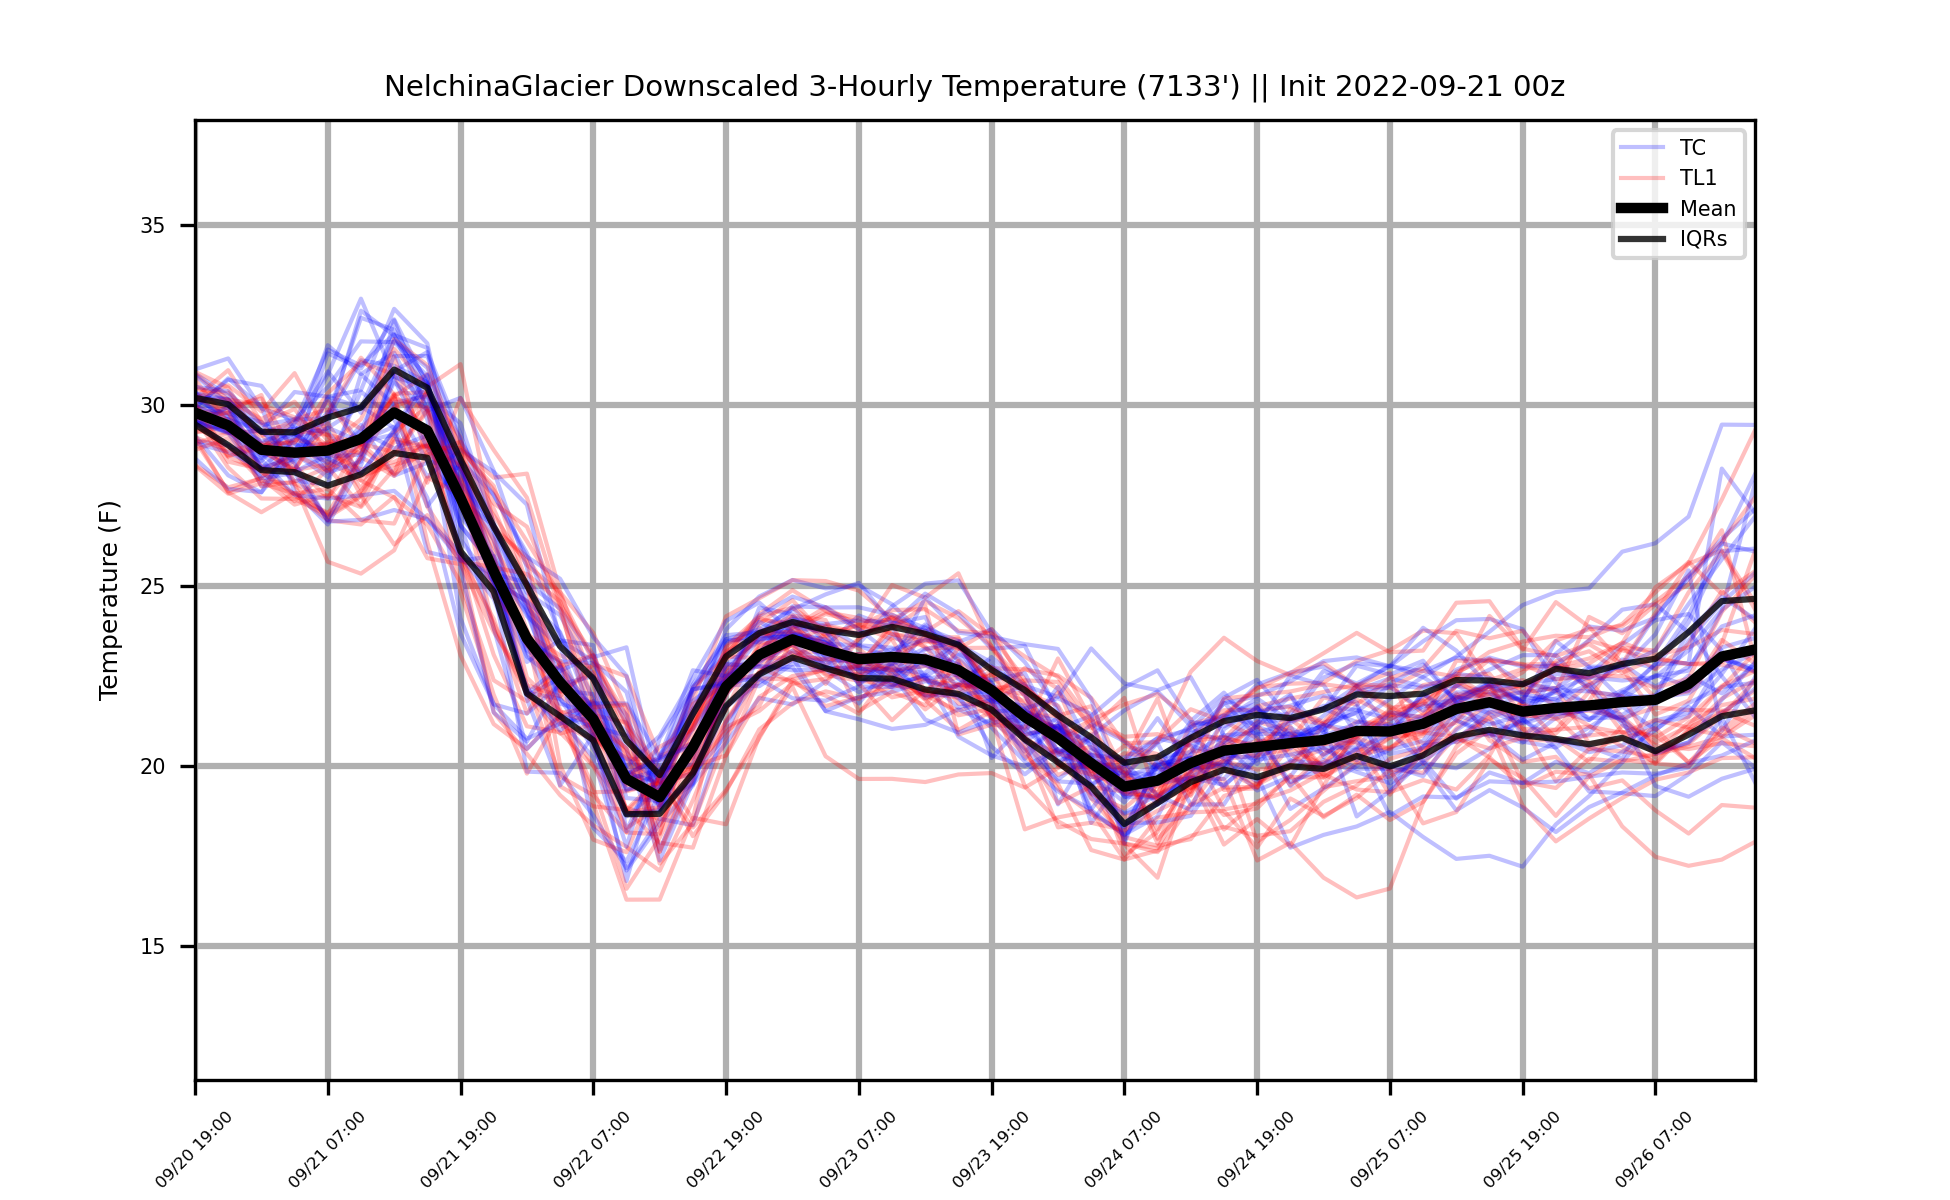 NelchinaGlacier Downscaled 3-Hourly Temperature (7133') || Init 2022-09-21 00z
TC
TL1
Mean
IQRs
Temperature (F)
35
30
25
20
15
09/20 19:00
09/21 07:00
09/21 19:00
09/22 07:00
09/22 19:00
09/23 07:00
09/23 19:00
09/24 07:00
09/24 19:00
09/25 07:00
09/25 19:00
09/26 07:00